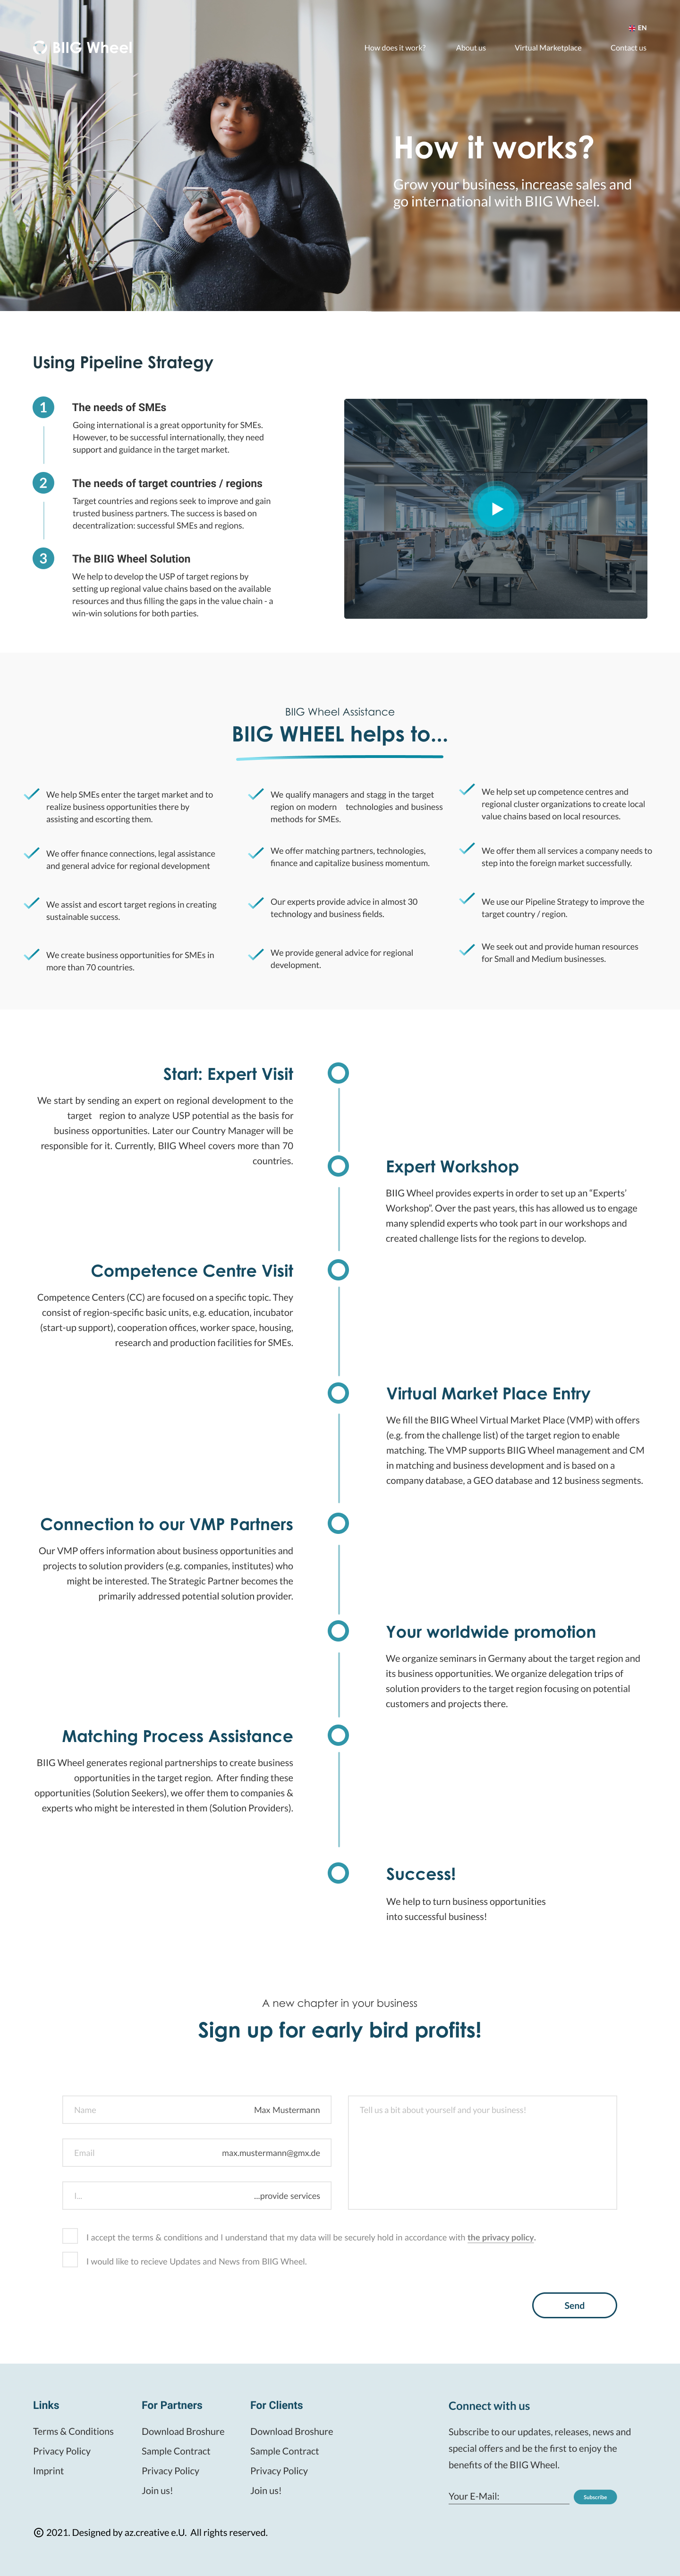 EN
BIIG Wheel
How does it work?
About us
Virtual Marketplace
Contact us
How it works?
Grow your business, increase sales and
go international with BIIG Wheel.
Using Pipeline Strategy
1
The needs of SMEs
Going international is a great opportunity for SMEs.
However, to be successful internationally, they need
support and guidance in the target market.
2
The needs of target countries / regions
Target countries and regions seek to improve and gain
trusted business partners. The success is based on
decentralization: successful SMEs and regions.
3
The BIIG Wheel Solution
We help to develop the USP of target regions by
setting up regional value chains based on the available
resources and thus filling the gaps in the value chain - a
win-win solutions for both parties.
BIIG Wheel Assistance
BIIG WHEEL helps to...
We help SMEs enter the target market and to
realize business opportunities there by
assisting and escorting them.
We offer finance connections, legal assistance
and general advice for regional development
We assist and escort target regions in creating
sustainable success.
We create business opportunities for SMEs in
more than 70 countries.
We qualify managers and stagg in the target
region on modern technologies and business
methods for SMEs.
We offer matching partners, technologies,
finance and capitalize business momentum.
Our experts provide advice in almost 30
technology and business fields.
We provide general advice for regional
development.
We help set up competence centres and
regional cluster organizations to create local
value chains based on local resources.
We offer them all services a company needs to
step into the foreign market successfully.
We use our Pipeline Strategy to improve the
target country / region.
We seek out and provide human resources
for Small and Medium businesses.
Start: Expert Visit
We start by sending an expert on regional development to the
target region to analyze USP potential as the basis for
business opportunities. Later our Country Manager will be
responsible for it. Currently, BIIG Wheel covers more than 70
countries.
Expert Workshop
BIIG Wheel provides experts in order to set up an "Experts'
Workshop". Over the past years, this has allowed us to engage
many splendid experts who took part in our workshops and
created challenge lists for the regions to develop.
Competence Centre Visit
Competence Centers (CC) are focused on a specific topic. They
consist of region-specific basic units, e.g. education, incubator
(start-up support), cooperation offices, worker space, housing,
research and production facilities for SMEs.
Virtual Market Place Entry
We fill the BIIG Wheel Virtual Market Place (VMP) with offers
(e.g. from the challenge list) of the target region to enable
matching. The VMP supports BIIG Wheel management and CM
in matching and business development and is based on a
company database, a GEO database and 12 business segments.
Connection to our VMP Partners
Our VMP offers information about business opportunities and
projects to solution providers (e.g. companies, institutes) who
might be interested. The Strategic Partner becomes the
primarily addressed potential solution provider.
Your worldwide promotion
We organize seminars in Germany about the target region and
its business opportunities. We organize delegation trips of
solution providers to the target region focusing on potential
customers and projects there.
Matching Process Assistance
BIIG Wheel generates regional partnerships to create business
opportunities in the target region. After finding these
opportunities (Solution Seekers), we offer them to companies &
experts who might be interested in them (Solution Providers).
Success!
We help to turn business opportunities
into successful business!
A new chapter in your business
Sign up for early bird profits!
Name
Max Mustermann
Email
max.mustermann@gmx.de
I...
...provide services
Tell us a bit about yourself and your business!
I accept the terms & conditions and I understand that my data will be securely hold in accordance with the privacy policy.
I would like to recieve Updates and News from BIIG Wheel.
Send
Links
Terms & Conditions
Privacy Policy
Imprint
For Partners
Download Broshure
Sample Contract
Privacy Policy
Join us!
For Clients
Download Broshure
Sample Contract
Privacy Policy
Join us!
Connect with us
Subscribe to our updates, releases, news and
special offers and be the first to enjoy the
benefits of the BIIG Wheel.
Your E-Mail:
Subscribe
© 2021. Designed by az.creative e.U. All rights reserved.